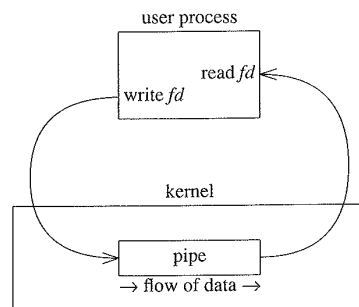 user process
read fd
write fd
kernel
pipe
→ flow of data →